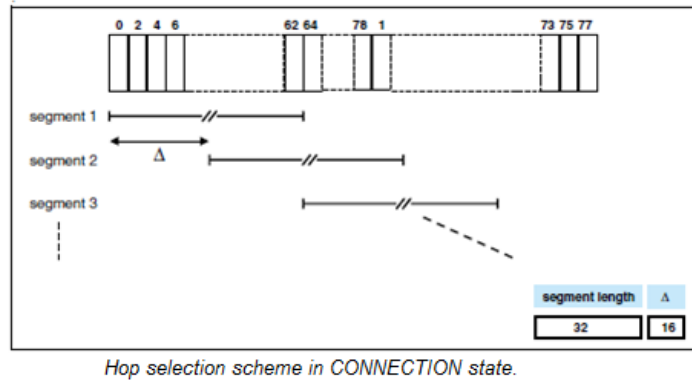 0 2 4 6 62 64 78 1 73 75 77
segment 1
Δ
segment 2
segment 3
segment length Δ
32 16
Hop selection scheme in CONNECTION state.